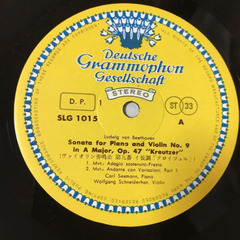 Deutsche
Grammophon
Gesellschaft
STEREO
D. P. 1
ST 33
SLG 1015
A
Ludwig van Beethoven
Sonata for Piano and Violin No. 9
in A Major, Op. 47 "Kreutzer"
1 - Mvt: Adagio sostenuto-Presto
2 - Mvt: Andante con Variazioni, Part 1
Carl Seemann, Piano
Wolfgang Schneiderhan, Violin